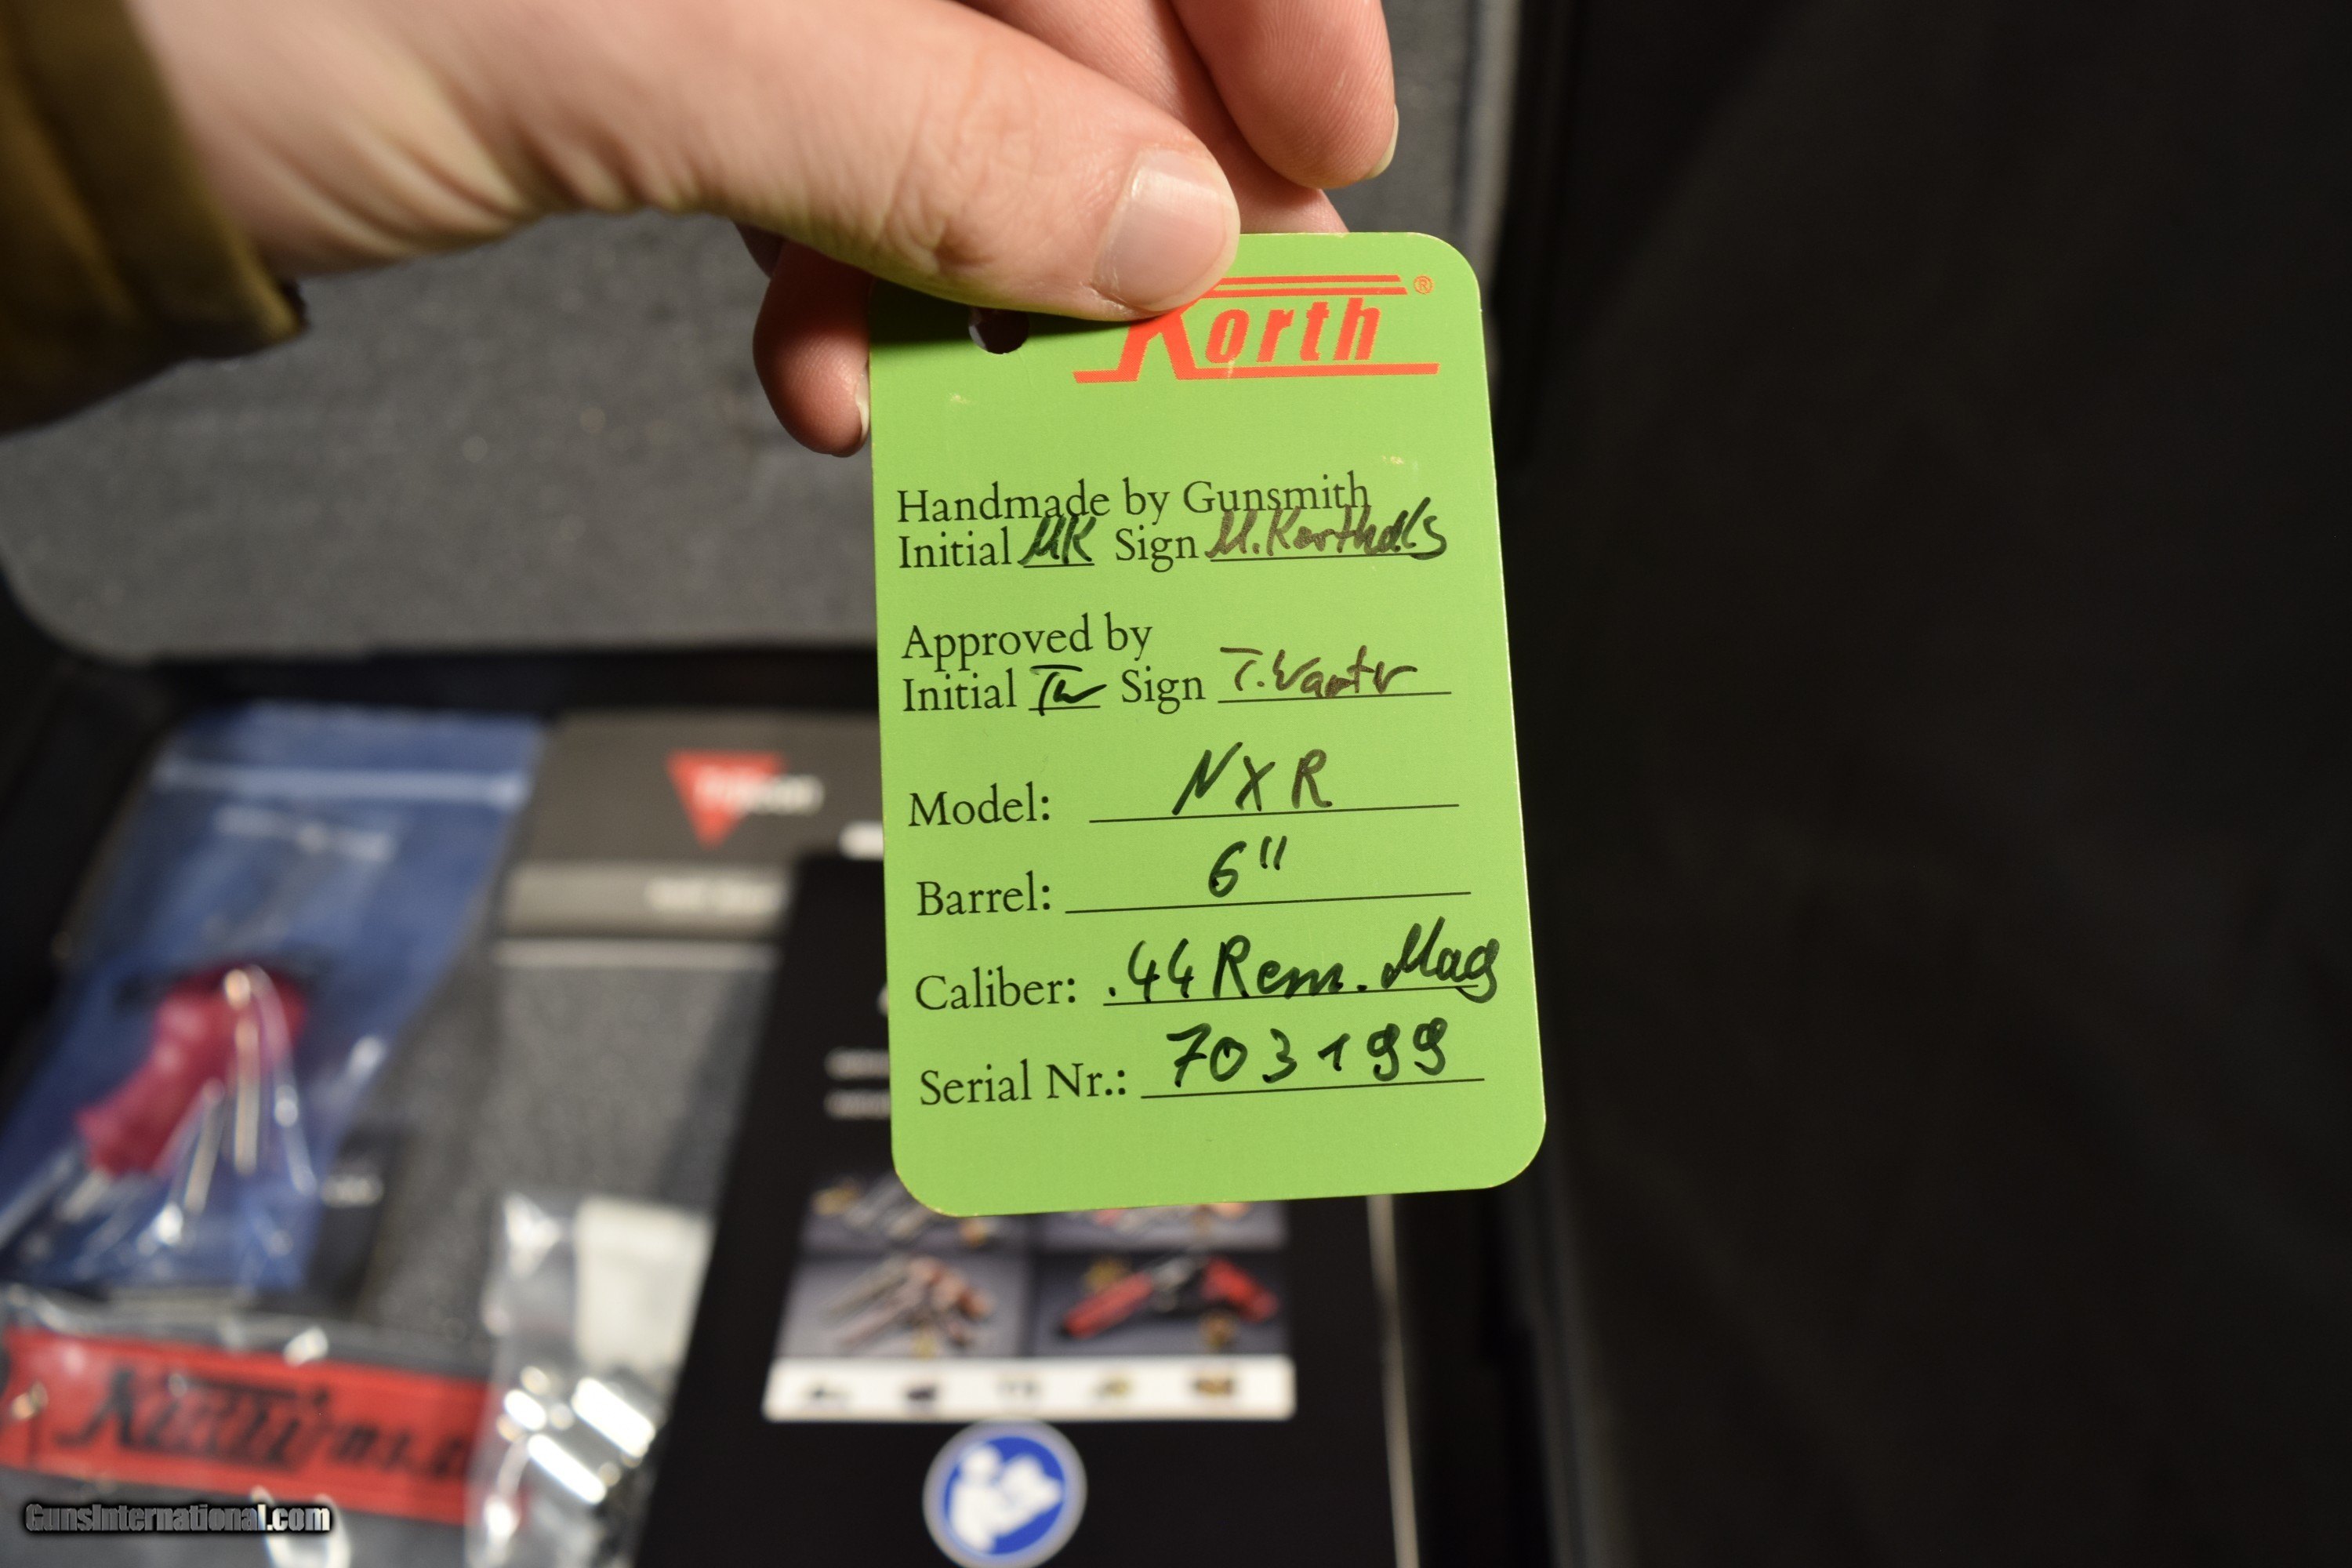 Korth®
Handmade by Gunsmith
Initial MK Sign M. Korthals
Approved by
Initial TW Sign
Model: NXR
Barrel: 6"
Caliber: .44 Rem. Mag
Serial Nr.: 703199
GunsInternational.com